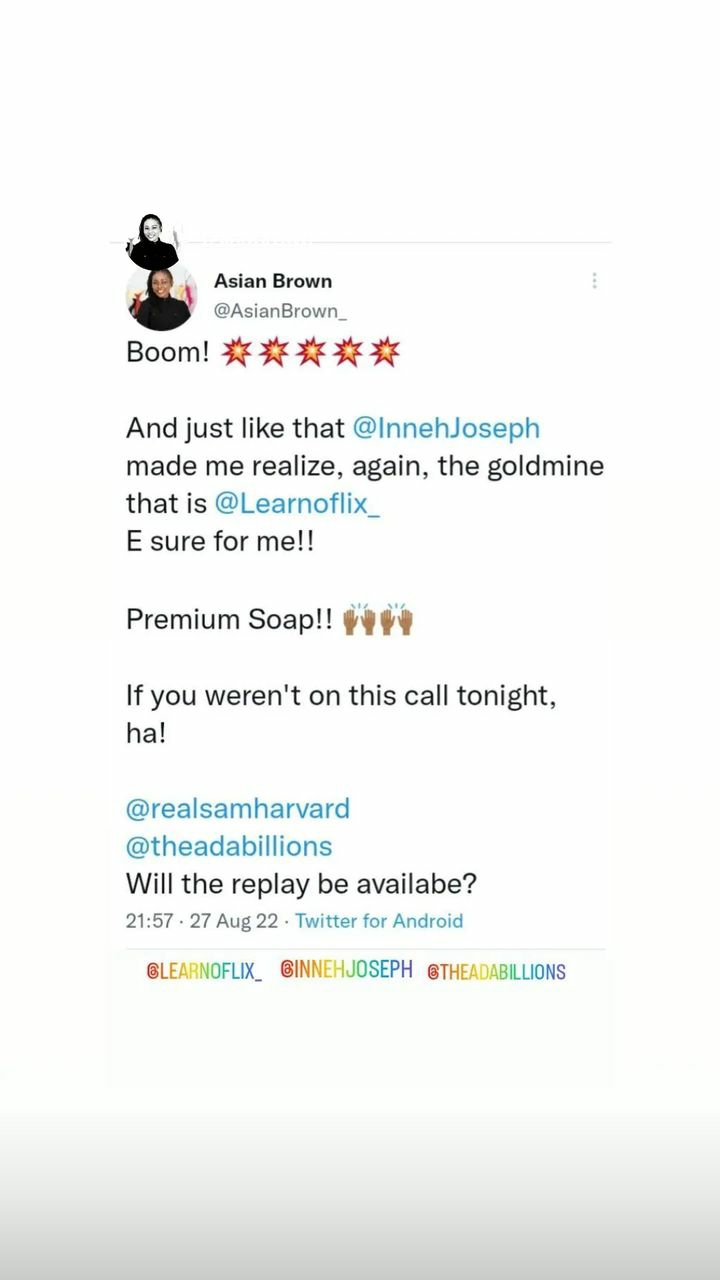 Asian Brown
@AsianBrown_
Boom! 💥💥💥💥💥
And just like that @InnehJoseph
made me realize, again, the goldmine
that is @Learnoflix_
E sure for me!!
Premium Soap!! 🙌🏾🙌🏾
If you weren't on this call tonight,
ha!
@realsamharvard
@theadabillions
Will the replay be availabe?
21:57 · 27 Aug 22 · Twitter for Android
@LEARNOFLIX_ @INNEHJOSEPH @THEADABILLIONS